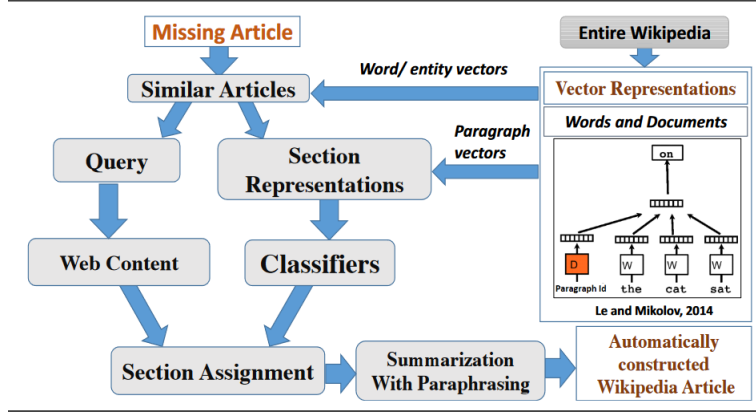 Missing Article
Entire Wikipedia
Word/ entity vectors
Similar Articles
Vector Representations
Words and Documents
Paragraph
vectors
Query
Section
Representations
on
D
W
W
W
Paragraph Id
the
cat
sat
Le and Mikolov, 2014
Web Content
Classifiers
Section Assignment
Summarization
With Paraphrasing
Automatically
constructed
Wikipedia Article